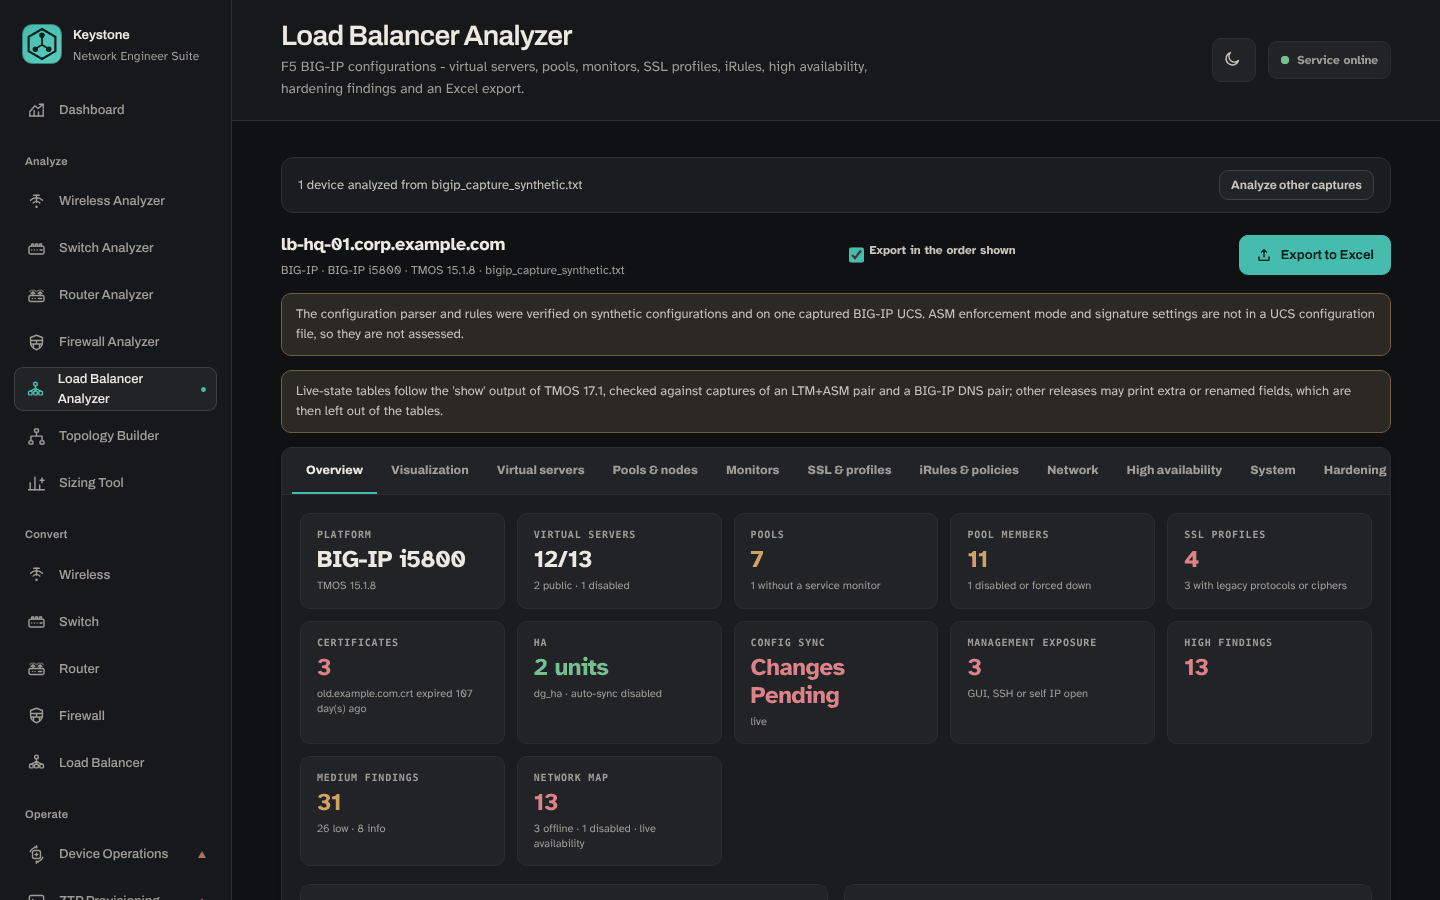 Keystone
Network Engineer Suite
Dashboard
Analyze
Wireless Analyzer
Switch Analyzer
Router Analyzer
Firewall Analyzer
Load Balancer
Analyzer
Topology Builder
Sizing Tool
Convert
Wireless
Switch
Router
Firewall
Load Balancer
Operate
Device Operations
ZTP Provisioning
Load Balancer Analyzer
F5 BIG-IP configurations - virtual servers, pools, monitors, SSL profiles, iRules, high availability,
hardening findings and an Excel export.
Service online
1 device analyzed from bigip_capture_synthetic.txt
Analyze other captures
lb-hq-01.corp.example.com
BIG-IP · BIG-IP i5800 · TMOS 15.1.8 · bigip_capture_synthetic.txt
Export in the order shown
Export to Excel
The configuration parser and rules were verified on synthetic configurations and on one captured BIG-IP UCS. ASM enforcement mode and signature settings are not in a UCS configuration
file, so they are not assessed.
Live-state tables follow the 'show' output of TMOS 17.1, checked against captures of an LTM+ASM pair and a BIG-IP DNS pair; other releases may print extra or renamed fields, which are
then left out of the tables.
Overview Visualization Virtual servers Pools & nodes Monitors SSL & profiles iRules & policies Network High availability System Hardening
PLATFORM
BIG-IP i5800
TMOS 15.1.8
VIRTUAL SERVERS
12/13
2 public · 1 disabled
POOLS
7
1 without a service monitor
POOL MEMBERS
11
1 disabled or forced down
SSL PROFILES
4
3 with legacy protocols or ciphers
CERTIFICATES
3
old.example.com.crt expired 107
day(s) ago
HA
2 units
dg_ha · auto-sync disabled
CONFIG SYNC
Changes
Pending
live
MANAGEMENT EXPOSURE
3
GUI, SSH or self IP open
HIGH FINDINGS
13
MEDIUM FINDINGS
31
26 low · 8 info
NETWORK MAP
13
3 offline · 1 disabled · live
availability